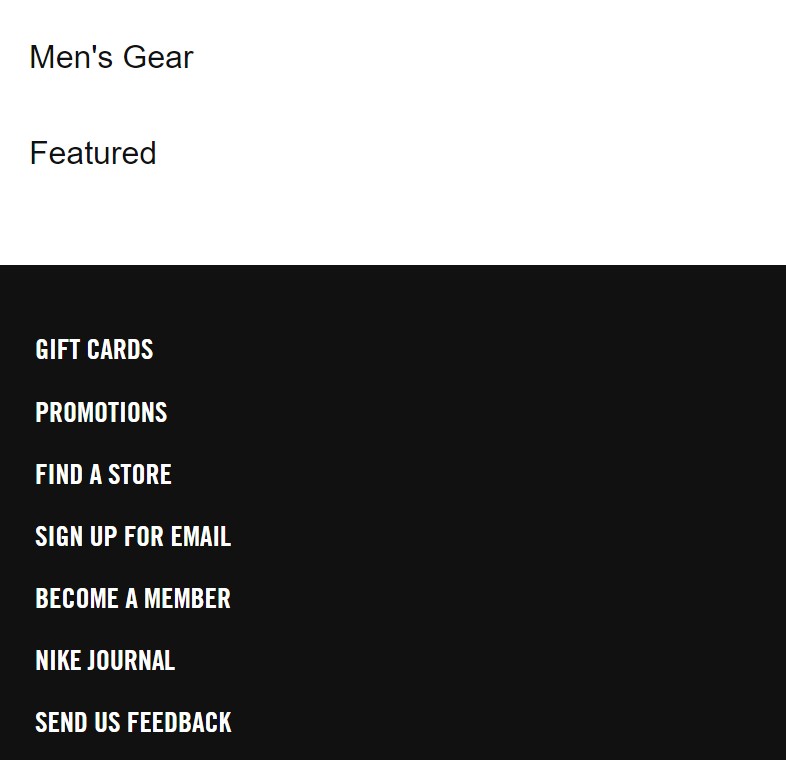 Men's Gear
Featured
GIFT CARDS
PROMOTIONS
FIND A STORE
SIGN UP FOR EMAIL
BECOME A MEMBER
NIKE JOURNAL
SEND US FEEDBACK